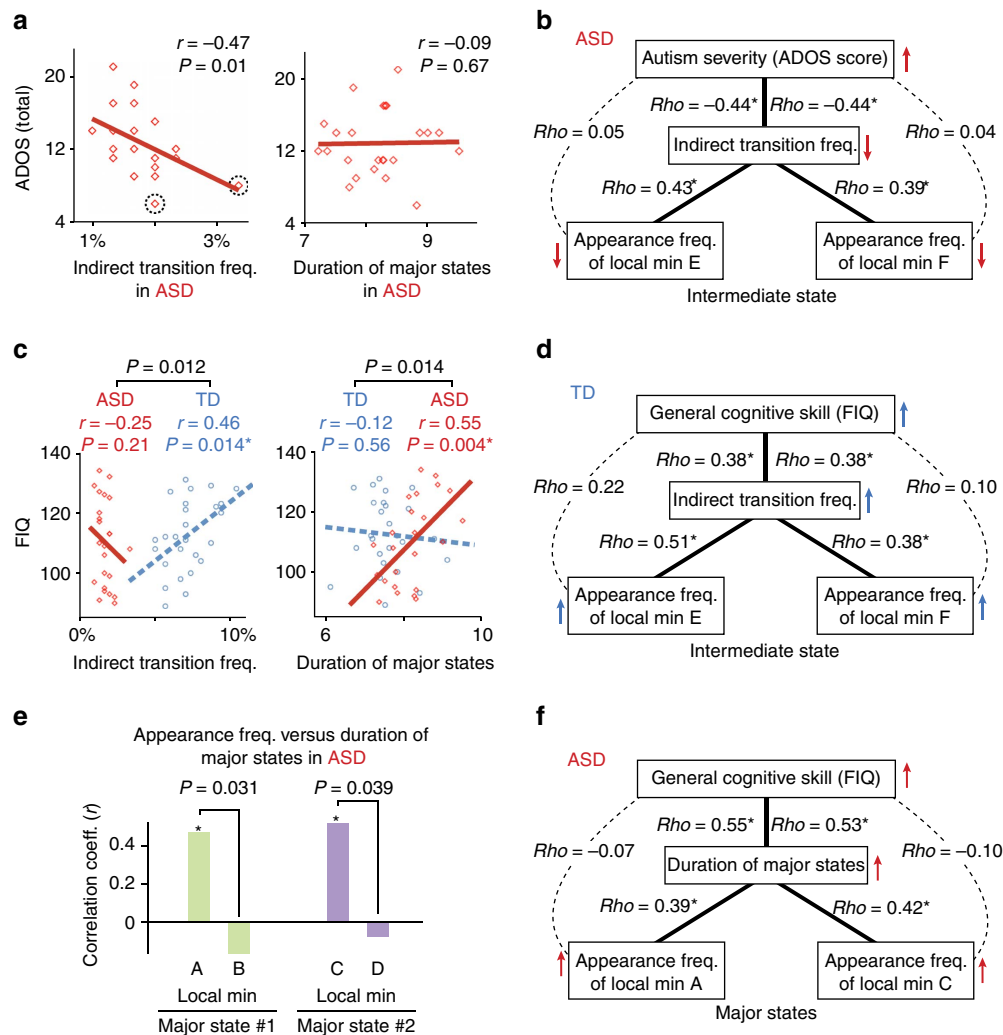 a
r = –0.47
P = 0.01
r = –0.09
P = 0.67
ADOS (total)
20
12
4
1%
3%
Indirect transition freq.
in ASD
20
12
4
7
9
Duration of major states
in ASD
b
ASD
Autism severity (ADOS score)
Rho = –0.44*
Rho = –0.44*
Rho = 0.05
Rho = 0.04
Indirect transition freq.
Rho = 0.43*
Rho = 0.39*
Appearance freq.
of local min E
Appearance freq.
of local min F
Intermediate state
c
P = 0.012
ASD
TD
r = –0.25
P = 0.21
r = 0.46
P = 0.014*
FIQ
140
120
100
0%
10%
Indirect transition freq.
P = 0.014
TD
ASD
r = –0.12
P = 0.56
r = 0.55
P = 0.004*
140
120
100
6
10
Duration of major states
d
TD
General cognitive skill (FIQ)
Rho = 0.38*
Rho = 0.38*
Rho = 0.22
Rho = 0.10
Indirect transition freq.
Rho = 0.51*
Rho = 0.38*
Appearance freq.
of local min E
Appearance freq.
of local min F
Intermediate state
e
Appearance freq. versus duration of
major states in ASD
P = 0.031
P = 0.039
*
*
Correlation coeff. (r)
0.4
0.2
0
A
B
C
D
Local min
Local min
Major state #1
Major state #2
f
ASD
General cognitive skill (FIQ)
Rho = 0.55*
Rho = 0.53*
Rho = –0.07
Rho = –0.10
Duration of major states
Rho = 0.39*
Rho = 0.42*
Appearance freq.
of local min A
Appearance freq.
of local min C
Major states